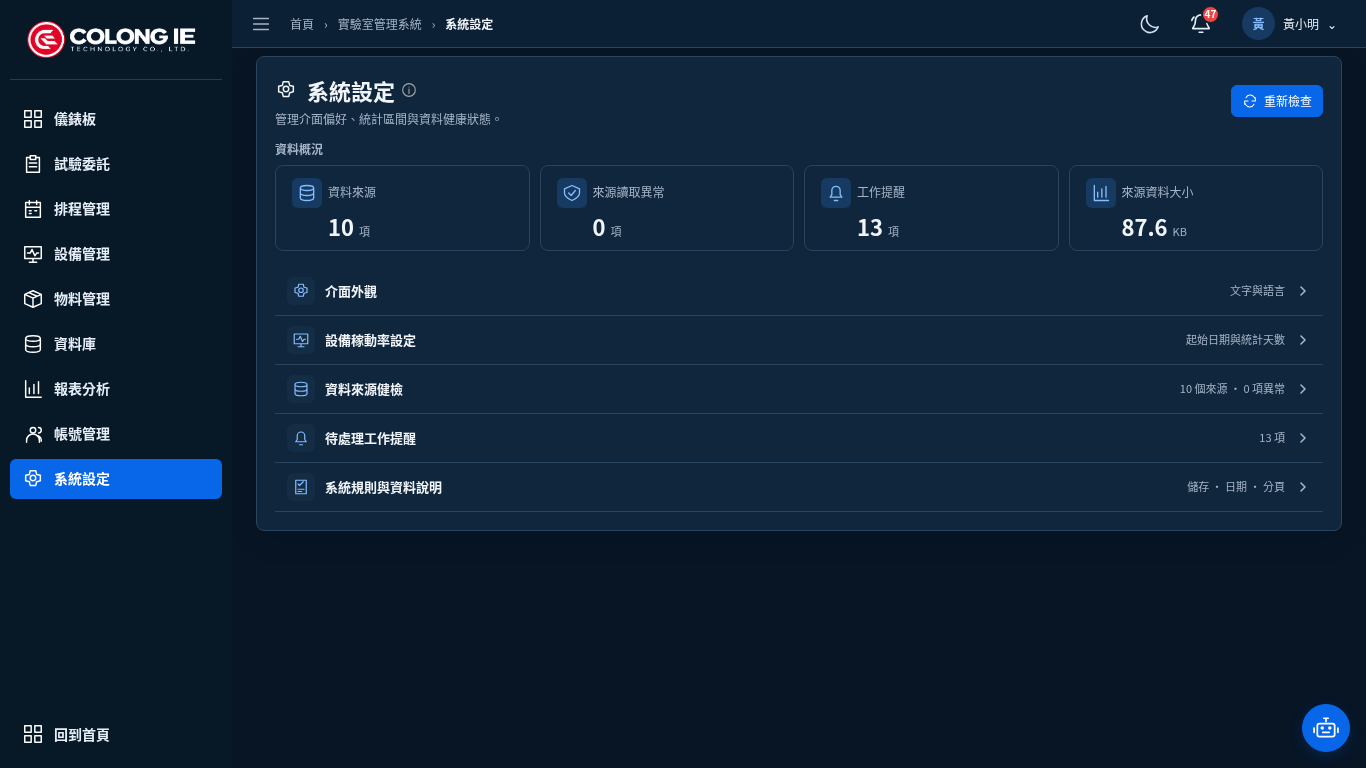 COLONG IE
TECHNOLOGY CO., LTD.
儀錶板
試驗委託
排程管理
設備管理
物料管理
資料庫
報表分析
帳號管理
系統設定
回到首頁
首頁 › 實驗室管理系統 › 系統設定
47
黃 黃小明
系統設定
管理介面偏好、統計區間與資料健康狀態。
重新檢查
資料概況
資料來源
10 項
來源讀取異常
0 項
工作提醒
13 項
來源資料大小
87.6 KB
介面外觀
文字與語言
設備稼動率設定
起始日期與統計天數
資料來源健檢
10 個來源 · 0 項異常
待處理工作提醒
13 項
系統規則與資料說明
儲存 · 日期 · 分頁